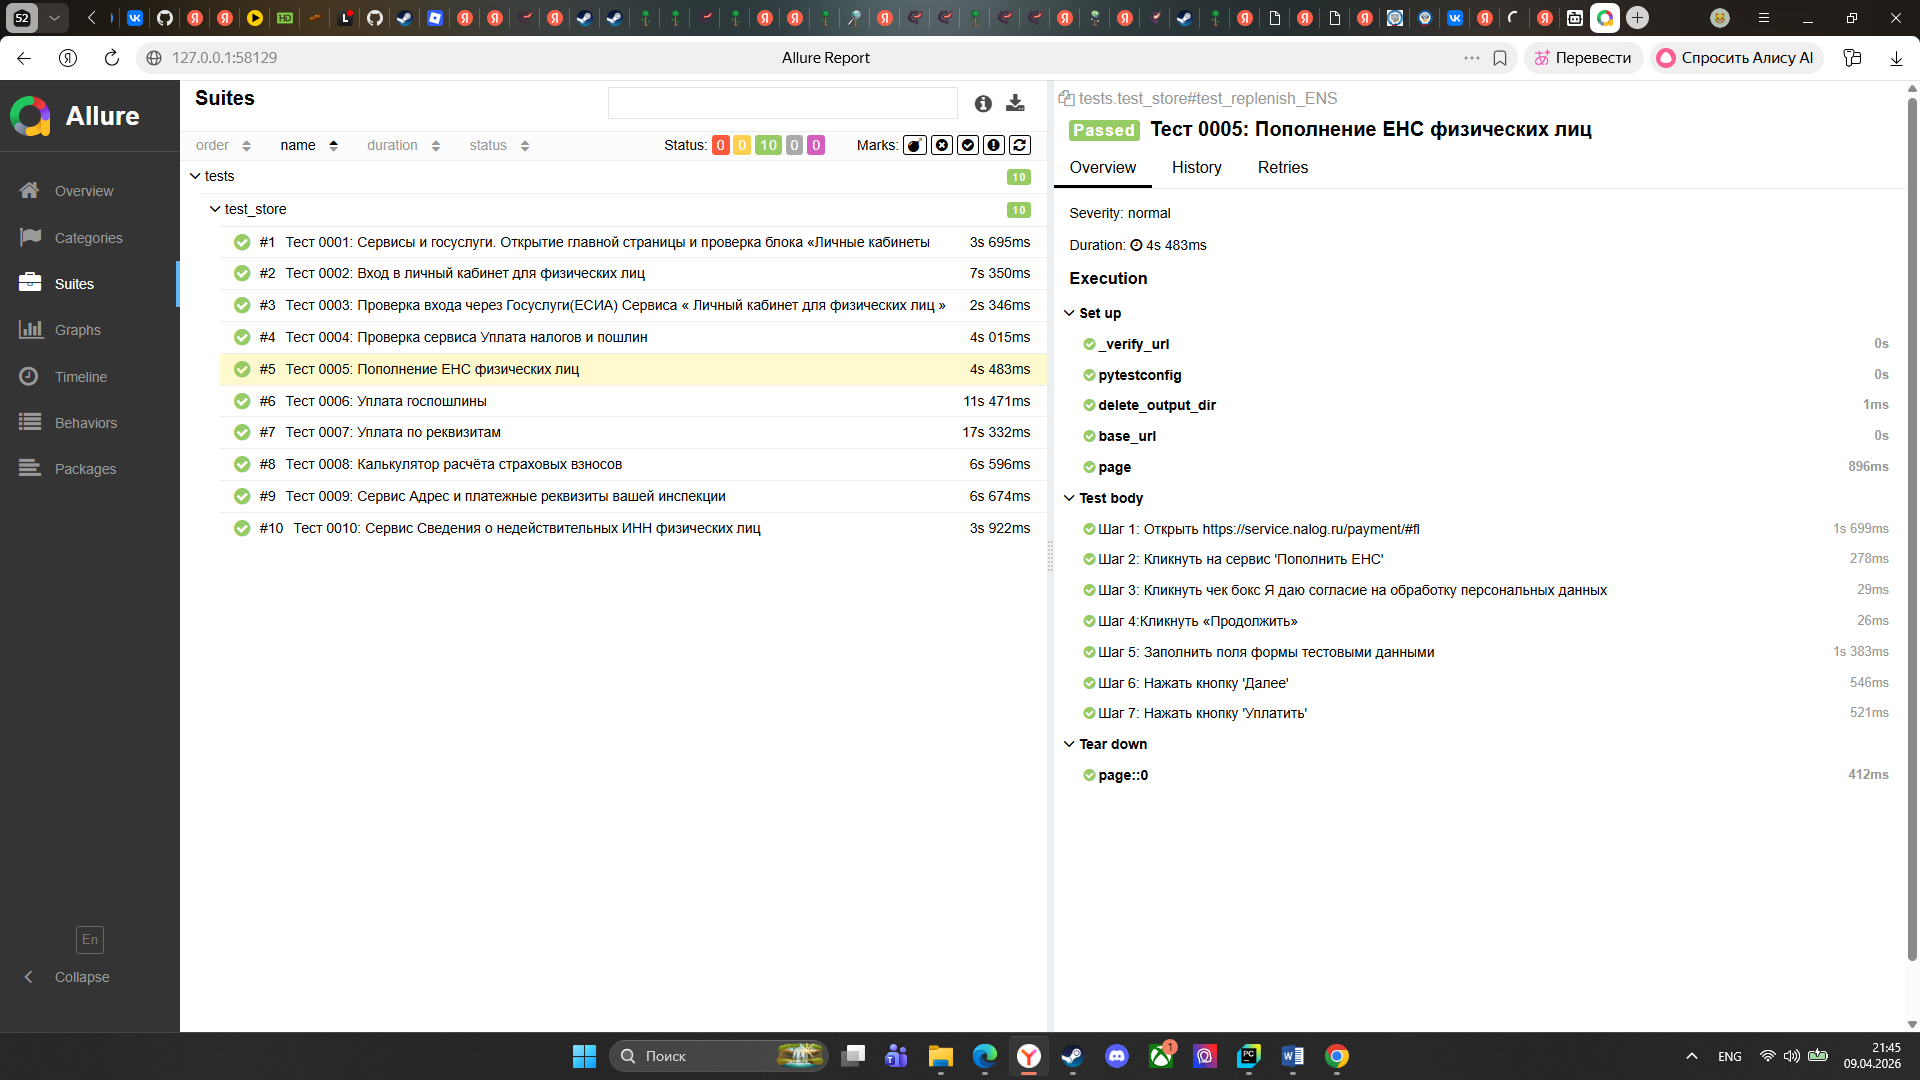 52
127.0.0.1:58129
Allure Report
Перевести
Спросить Алису AI
Allure
Overview
Categories
Suites
Graphs
Timeline
Behaviors
Packages
En
Collapse
Suites
order name duration status Status: 0 0 10 0 0 Marks:
tests 10
test_store 10
#1 Тест 0001: Сервисы и госуслуги. Открытие главной страницы и проверка блока «Личные кабинеты 3s 695ms
#2 Тест 0002: Вход в личный кабинет для физических лиц 7s 350ms
#3 Тест 0003: Проверка входа через Госуслуги(ЕСИА) Сервиса « Личный кабинет для физических лиц » 2s 346ms
#4 Тест 0004: Проверка сервиса Уплата налогов и пошлин 4s 015ms
#5 Тест 0005: Пополнение ЕНС физических лиц 4s 483ms
#6 Тест 0006: Уплата госпошлины 11s 471ms
#7 Тест 0007: Уплата по реквизитам 17s 332ms
#8 Тест 0008: Калькулятор расчёта страховых взносов 6s 596ms
#9 Тест 0009: Сервис Адрес и платежные реквизиты вашей инспекции 6s 674ms
#10 Тест 0010: Сервис Сведения о недействительных ИНН физических лиц 3s 922ms
tests.test_store#test_replenish_ENS
Passed Тест 0005: Пополнение ЕНС физических лиц
Overview History Retries
Severity: normal
Duration: 4s 483ms
Execution
Set up
_verify_url 0s
pytestconfig 0s
delete_output_dir 1ms
base_url 0s
page 896ms
Test body
Шаг 1: Открыть https://service.nalog.ru/payment/#fl 1s 699ms
Шаг 2: Кликнуть на сервис 'Пополнить ЕНС' 278ms
Шаг 3: Кликнуть чек бокс Я даю согласие на обработку персональных данных 29ms
Шаг 4:Кликнуть «Продолжить» 26ms
Шаг 5: Заполнить поля формы тестовыми данными 1s 383ms
Шаг 6: Нажать кнопку 'Далее' 546ms
Шаг 7: Нажать кнопку 'Уплатить' 521ms
Tear down
page::0 412ms
Поиск
1
ENG
21:45
09.04.2026